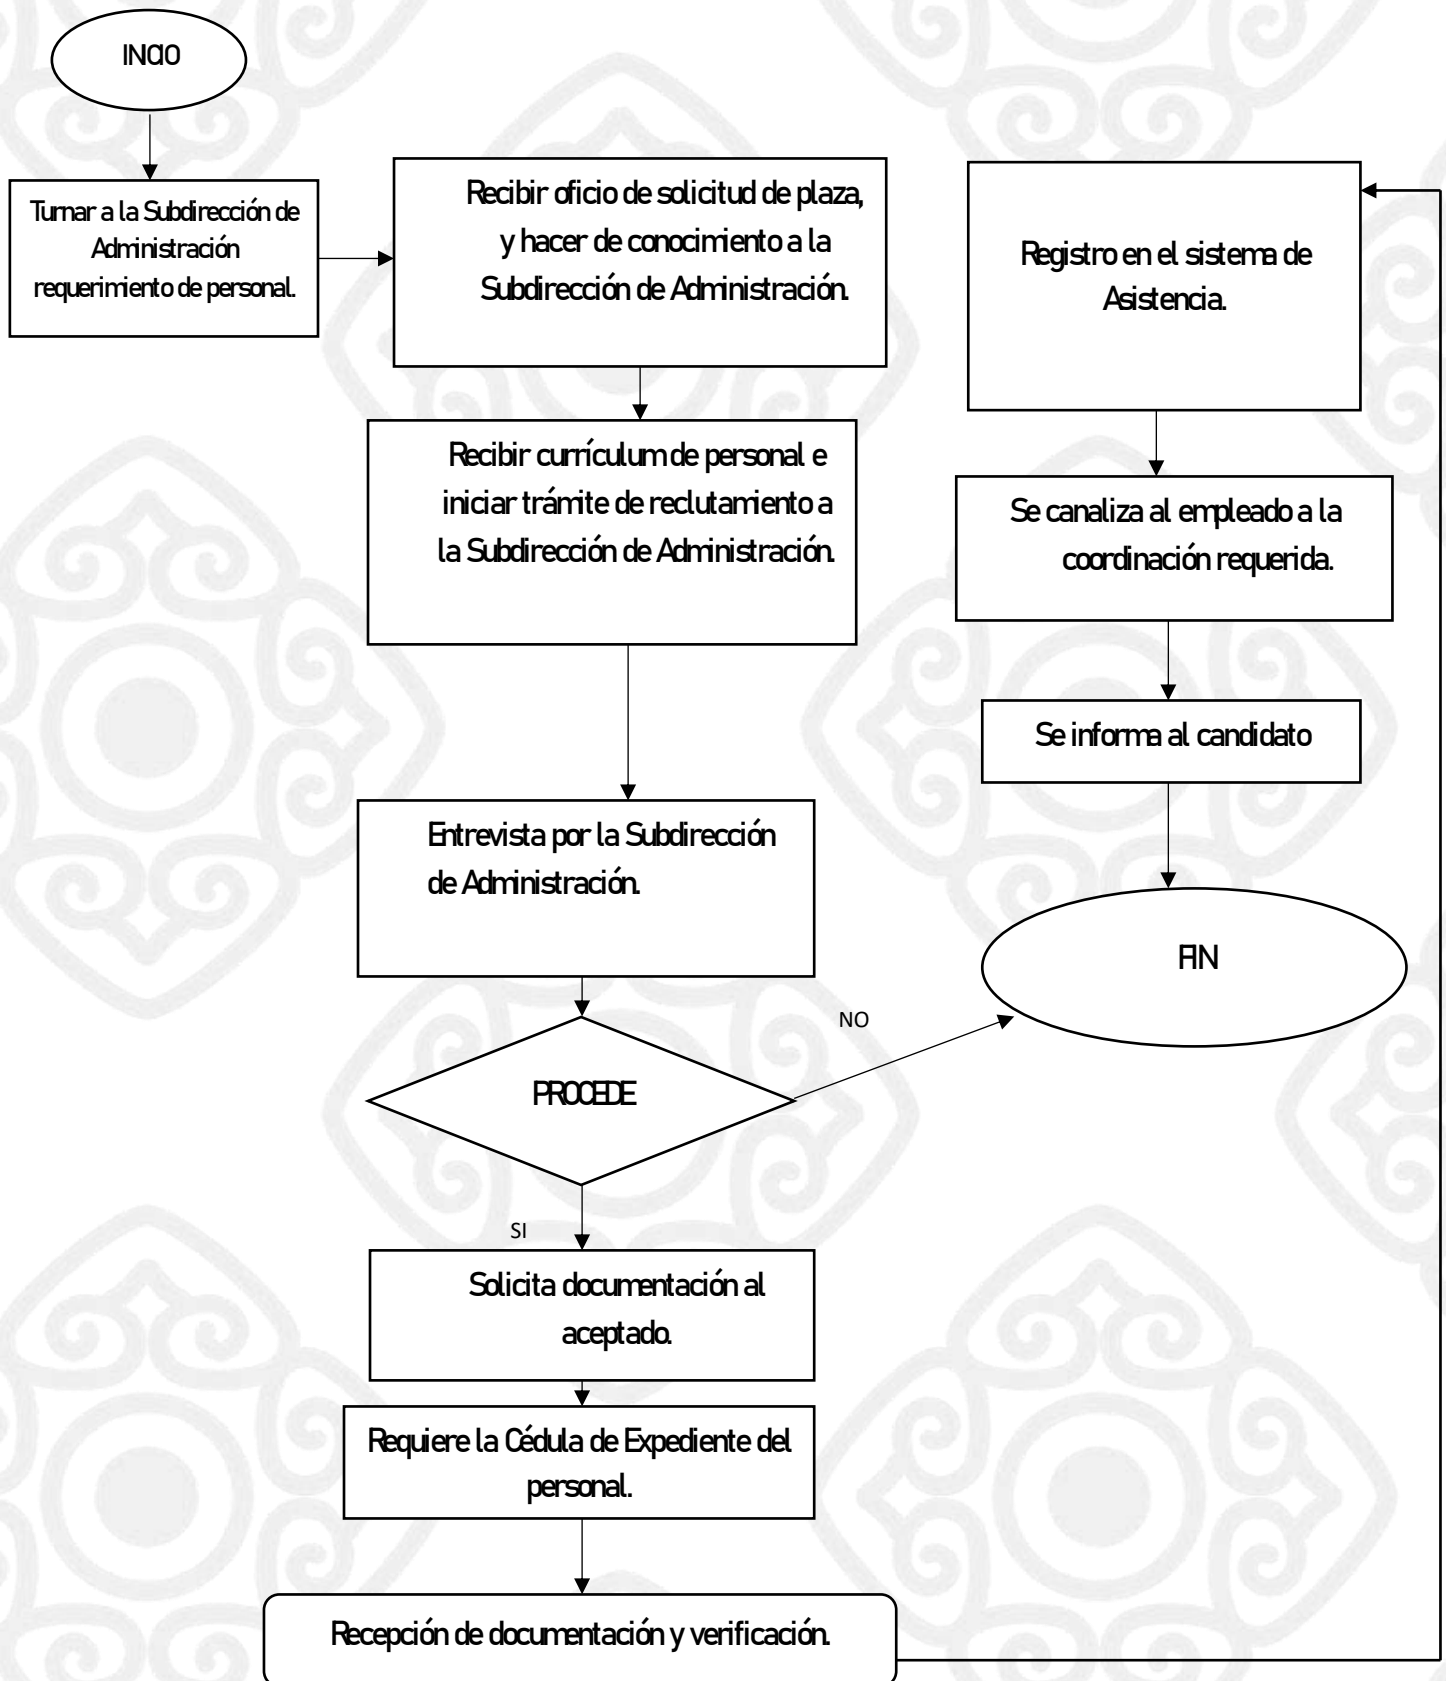 INICIO
Turnar a la Subdirección de
Administración
requerimiento de personal.
Recibir oficio de solicitud de plaza,
y hacer de conocimiento a la
Subdirección de Administración.
Recibir currículum de personal e
iniciar trámite de reclutamiento a
la Subdirección de Administración.
Entrevista por la Subdirección
de Administración.
PROCEDE
NO
SI
Solicita documentación al
aceptado.
Requiere la Cédula de Expediente del
personal.
Recepción de documentación y verificación.
Registro en el sistema de
Asistencia.
Se canaliza al empleado a la
coordinación requerida.
Se informa al candidato
FIN